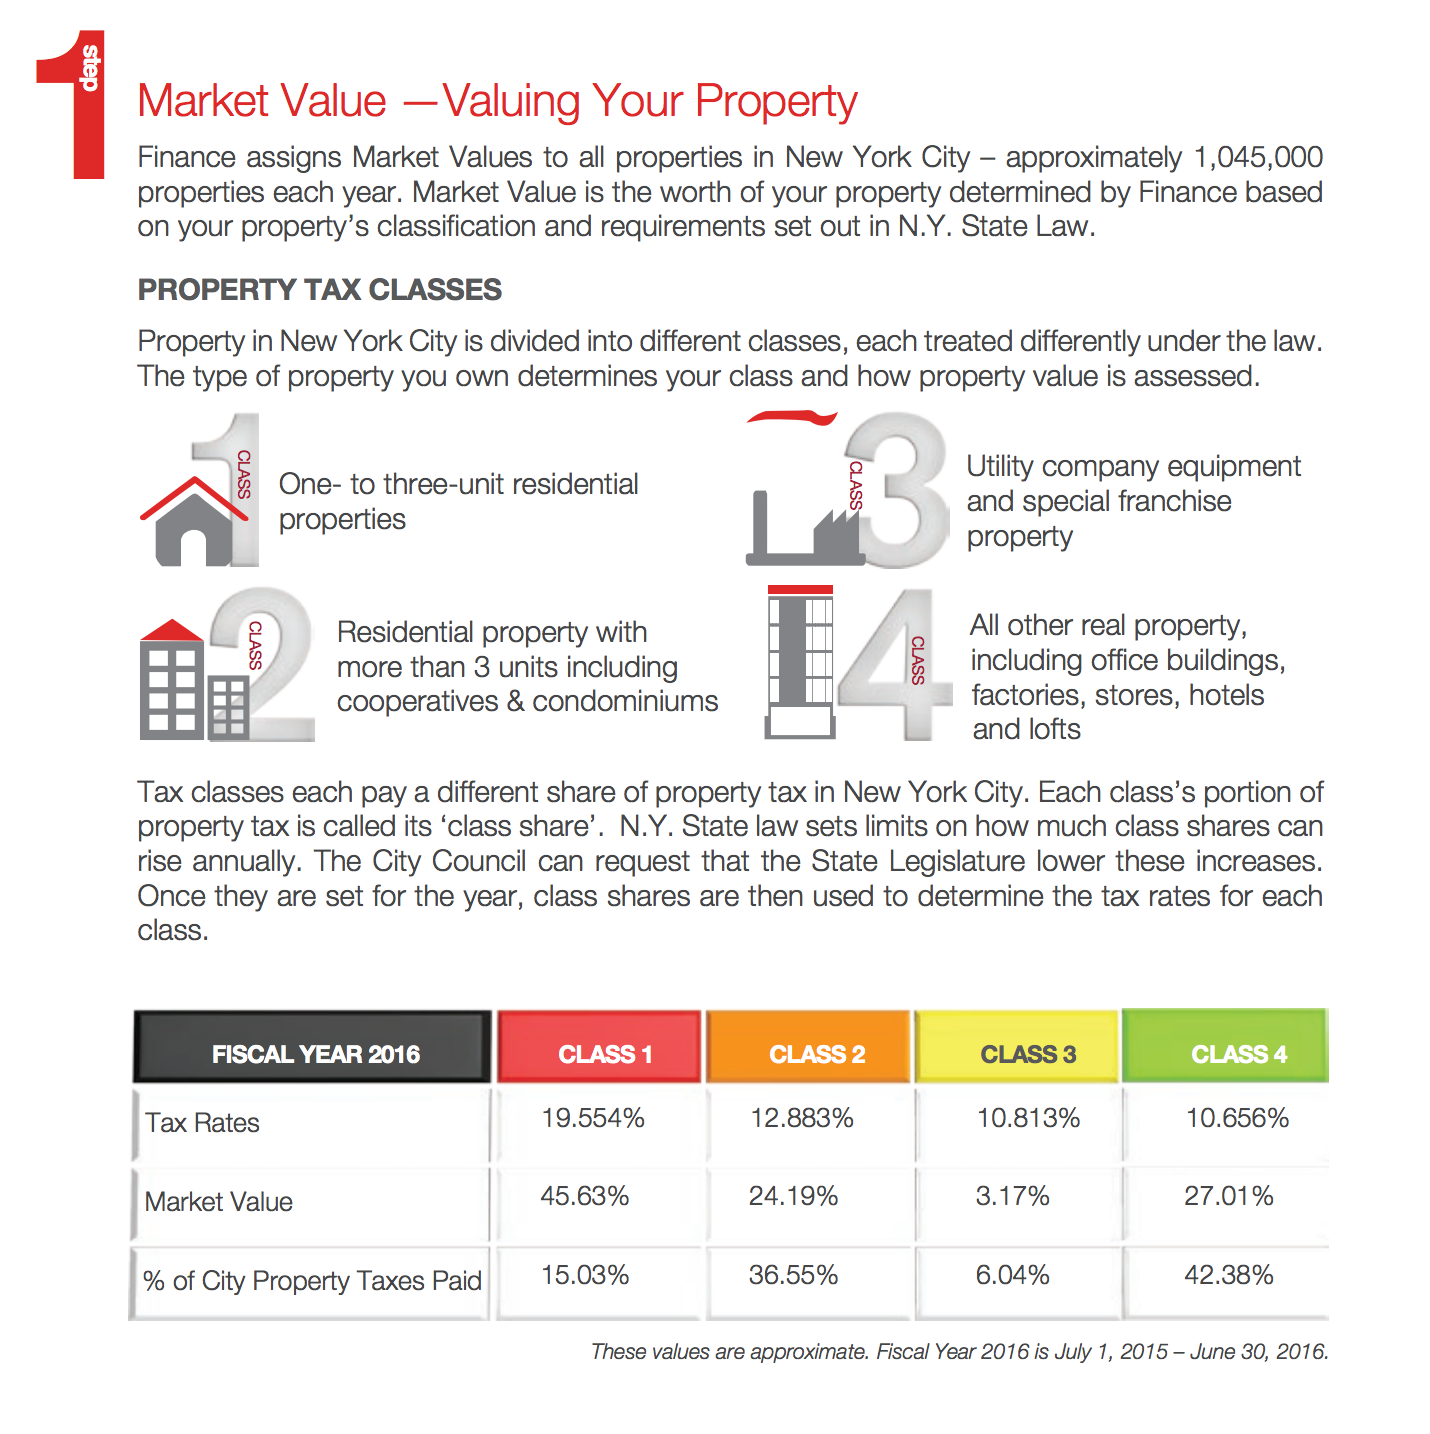 1
step
Market Value —Valuing Your Property
Finance assigns Market Values to all properties in New York City – approximately 1,045,000
properties each year. Market Value is the worth of your property determined by Finance based
on your property’s classification and requirements set out in N.Y. State Law.
PROPERTY TAX CLASSES
Property in New York City is divided into different classes, each treated differently under the law.
The type of property you own determines your class and how property value is assessed.
1
CLASS
One- to three-unit residential
properties
3
CLASS
Utility company equipment
and special franchise
property
2
CLASS
Residential property with
more than 3 units including
cooperatives & condominiums
4
CLASS
All other real property,
including office buildings,
factories, stores, hotels
and lofts
Tax classes each pay a different share of property tax in New York City. Each class’s portion of
property tax is called its ‘class share’.  N.Y. State law sets limits on how much class shares can
rise annually. The City Council can request that the State Legislature lower these increases.
Once they are set for the year, class shares are then used to determine the tax rates for each
class.
FISCAL YEAR 2016 CLASS 1 CLASS 2 CLASS 3 CLASS 4
Tax Rates 19.554% 12.883% 10.813% 10.656%
Market Value 45.63% 24.19% 3.17% 27.01%
% of City Property Taxes Paid 15.03% 36.55% 6.04% 42.38%
These values are approximate. Fiscal Year 2016 is July 1, 2015 – June 30, 2016.